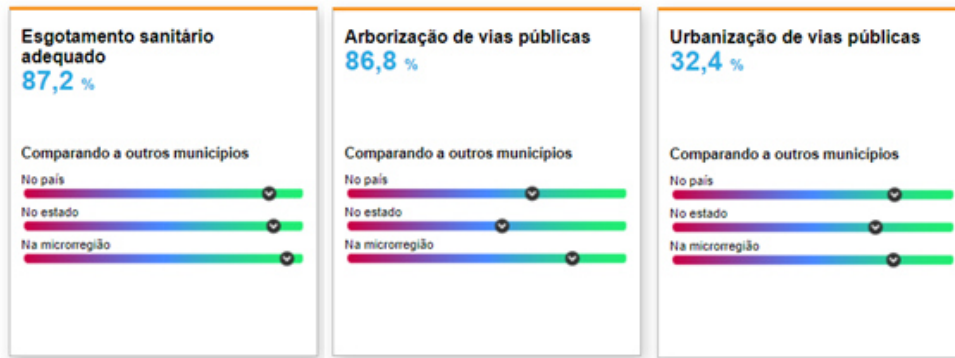 Esgotamento sanitário
adequado
87,2 %
Comparando a outros municípios
No país
No estado
Na microrregião
Arborização de vias públicas
86,8 %
Comparando a outros municípios
No país
No estado
Na microrregião
Urbanização de vias públicas
32,4 %
Comparando a outros municípios
No país
No estado
Na microrregião